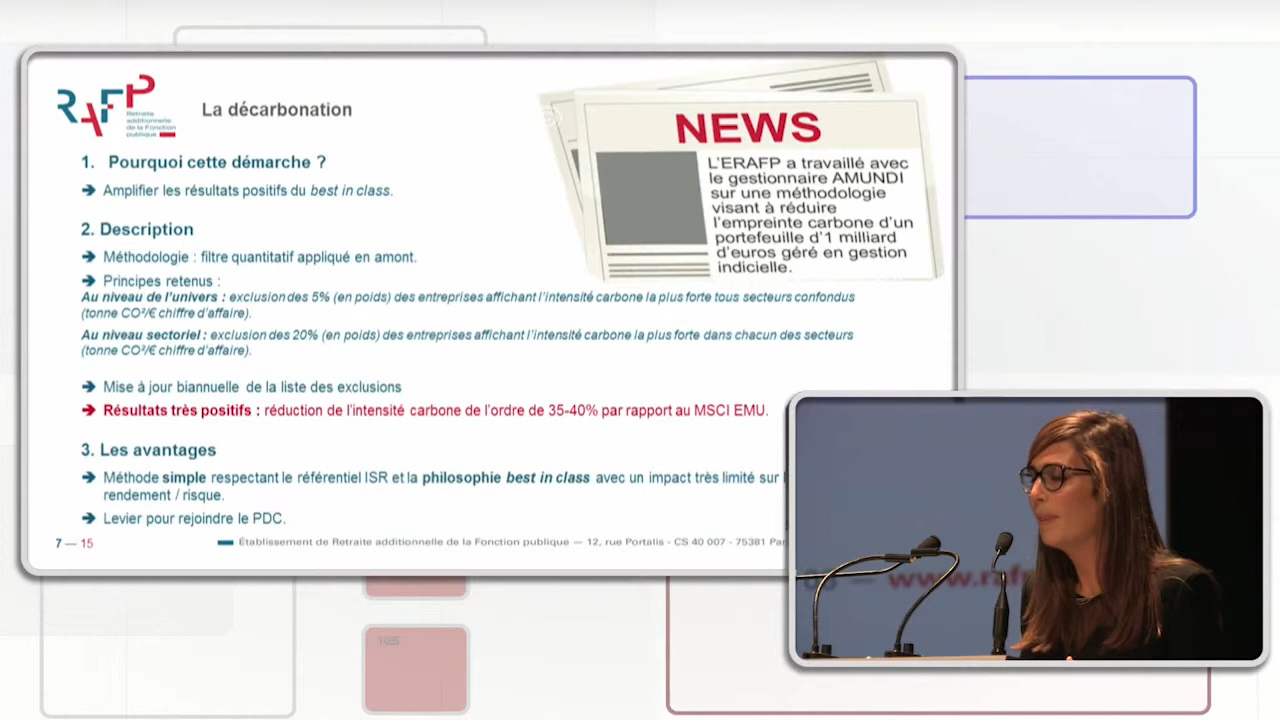 RAFP
Retraite
additionnelle
de la Fonction
publique
La décarbonation
NEWS
L'ERAFP a travaillé avec
le gestionnaire AMUNDI
sur une méthodologie
visant à réduire
l'empreinte carbone d'un
portefeuille d'1 milliard
d'euros géré en gestion
indicielle.
1. Pourquoi cette démarche ?
➔ Amplifier les résultats positifs du best in class.
2. Description
➔ Méthodologie : filtre quantitatif appliqué en amont.
➔ Principes retenus :
Au niveau de l'univers : exclusion des 5% (en poids) des entreprises affichant l'intensité carbone la plus forte tous secteurs confondus
(tonne CO²/€ chiffre d'affaire).
Au niveau sectoriel : exclusion des 20% (en poids) des entreprises affichant l'intensité carbone la plus forte dans chacun des secteurs
(tonne CO²/€ chiffre d'affaire).
➔ Mise à jour biannuelle de la liste des exclusions
➔ Résultats très positifs : réduction de l'intensité carbone de l'ordre de 35-40% par rapport au MSCI EMU.
3. Les avantages
➔ Méthode simple respectant le référentiel ISR et la philosophie best in class avec un impact très limité sur
rendement / risque.
➔ Levier pour rejoindre le PDC.
7 — 15
Établissement de Retraite additionnelle de la Fonction publique — 12, rue Portalis - CS 40 007 - 75381